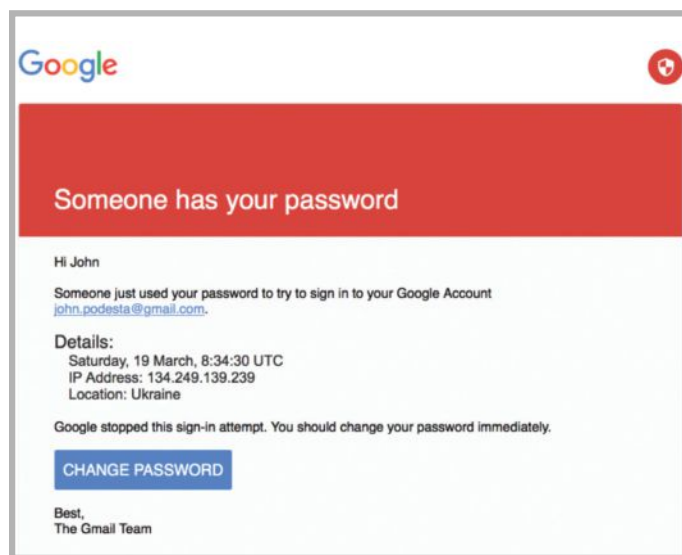 Google
Someone has your password
Hi John
Someone just used your password to try to sign in to your Google Account
john.podesta@gmail.com.
Details:
Saturday, 19 March, 8:34:30 UTC
IP Address: 134.249.139.239
Location: Ukraine
Google stopped this sign-in attempt. You should change your password immediately.
CHANGE PASSWORD
Best,
The Gmail Team